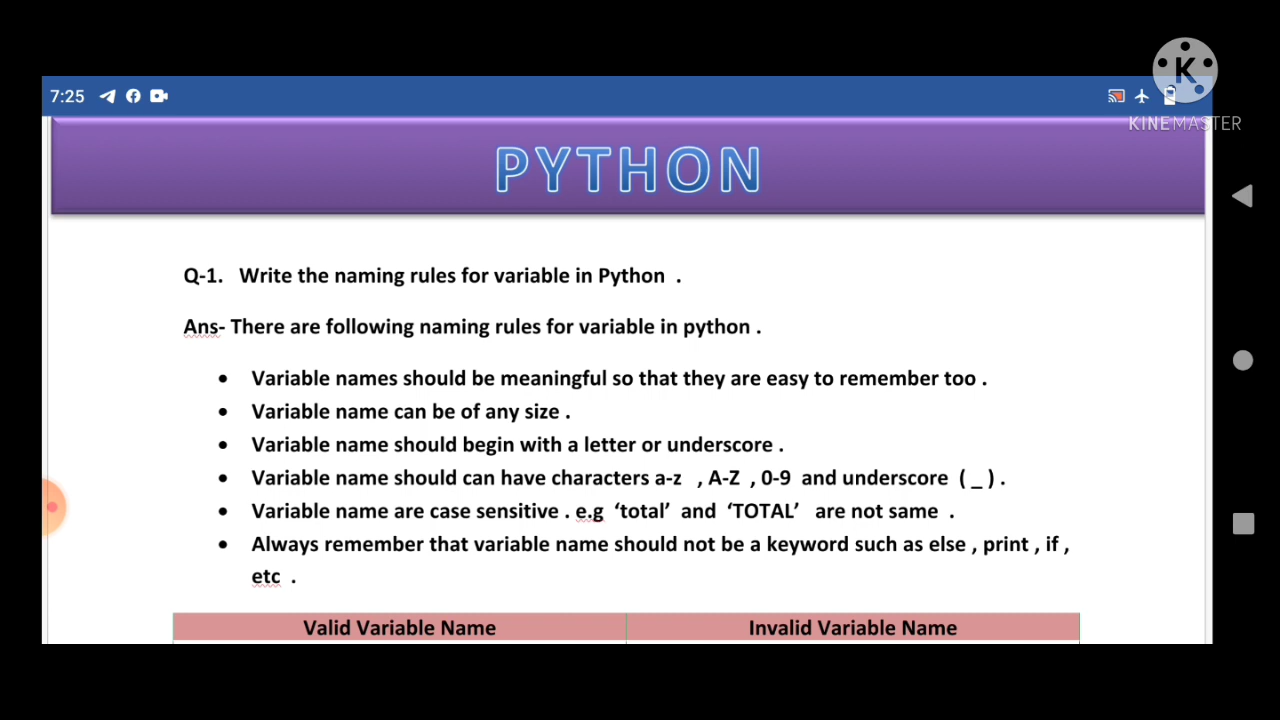 7:25
KINEMASTER
PYTHON
Q-1. Write the naming rules for variable in Python .
Ans- There are following naming rules for variable in python .
• Variable names should be meaningful so that they are easy to remember too .
• Variable name can be of any size .
• Variable name should begin with a letter or underscore .
• Variable name should can have characters a-z , A-Z , 0-9 and underscore ( _ ) .
• Variable name are case sensitive . e.g ‘total’ and ‘TOTAL’ are not same .
• Always remember that variable name should not be a keyword such as else , print , if ,
etc .
Valid Variable Name Invalid Variable Name